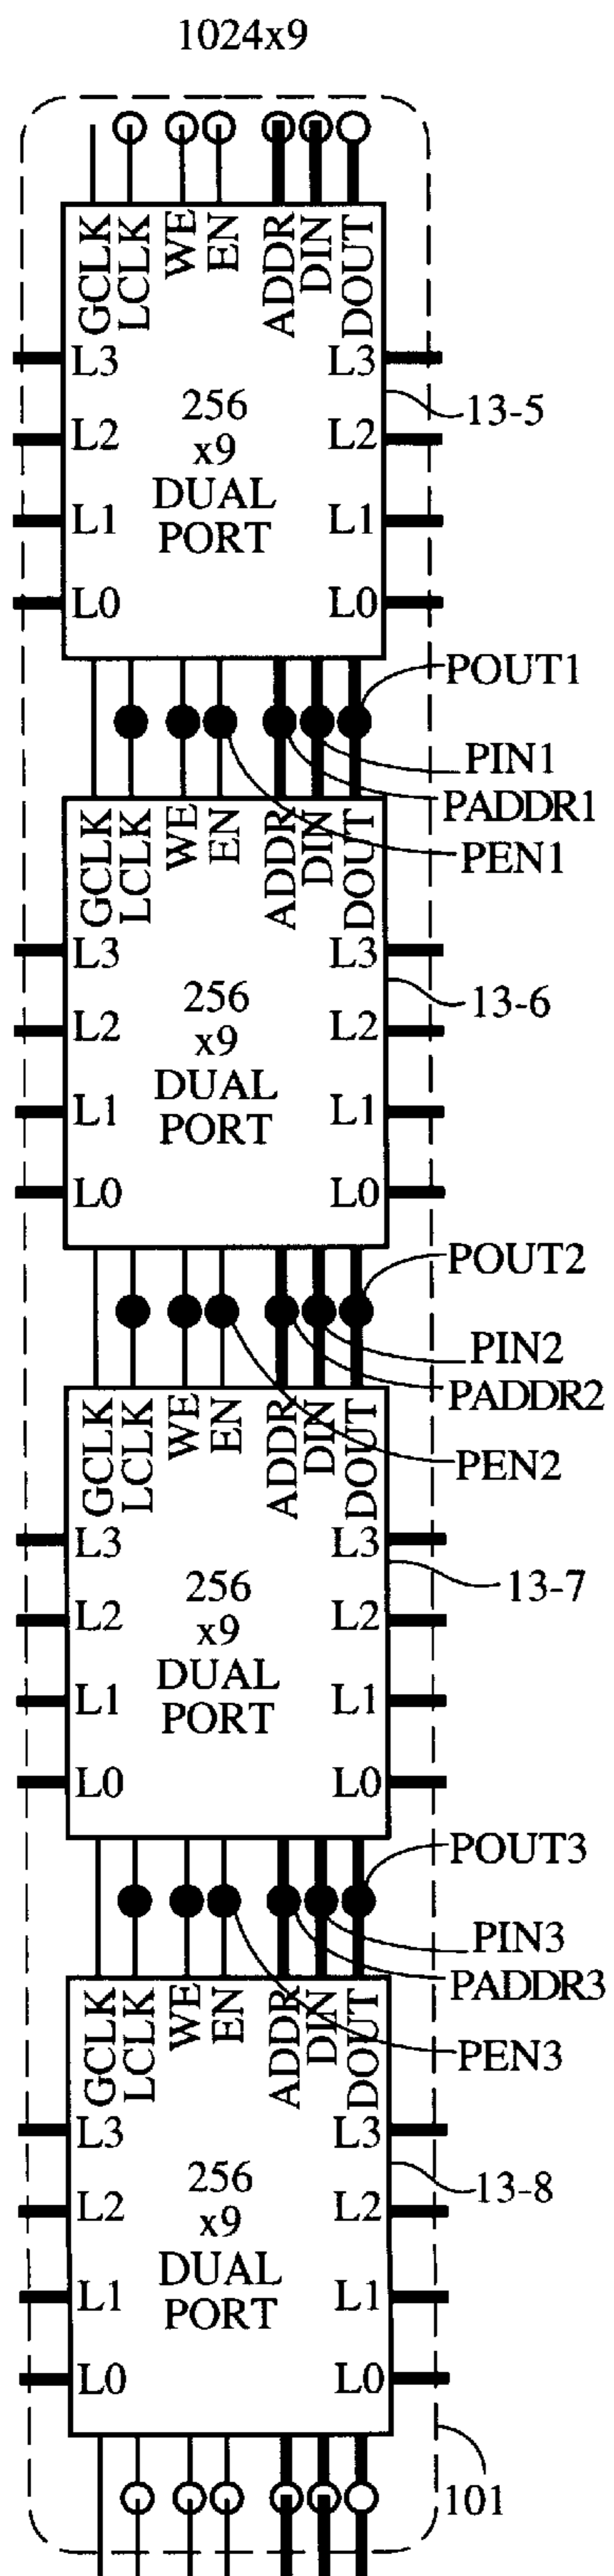 1024x9
GCLK LCLK WE EN ADDR DIN DOUT
L3 L3
13-5
256
L2 L2
x9
DUAL
L1 L1
PORT
L0 L0
POUT1
PIN1
PADDR1
PEN1
GCLK LCLK WE EN ADDR DIN DOUT
L3 L3
13-6
256
L2 L2
x9
DUAL
L1 L1
PORT
L0 L0
POUT2
PIN2
PADDR2
PEN2
GCLK LCLK WE EN ADDR DIN DOUT
L3 L3
13-7
256
L2 L2
x9
DUAL
L1 L1
PORT
L0 L0
POUT3
PIN3
PADDR3
PEN3
GCLK LCLK WE EN ADDR DIN DOUT
L3 L3
13-8
256
L2 L2
x9
DUAL
L1 L1
PORT
L0 L0
101